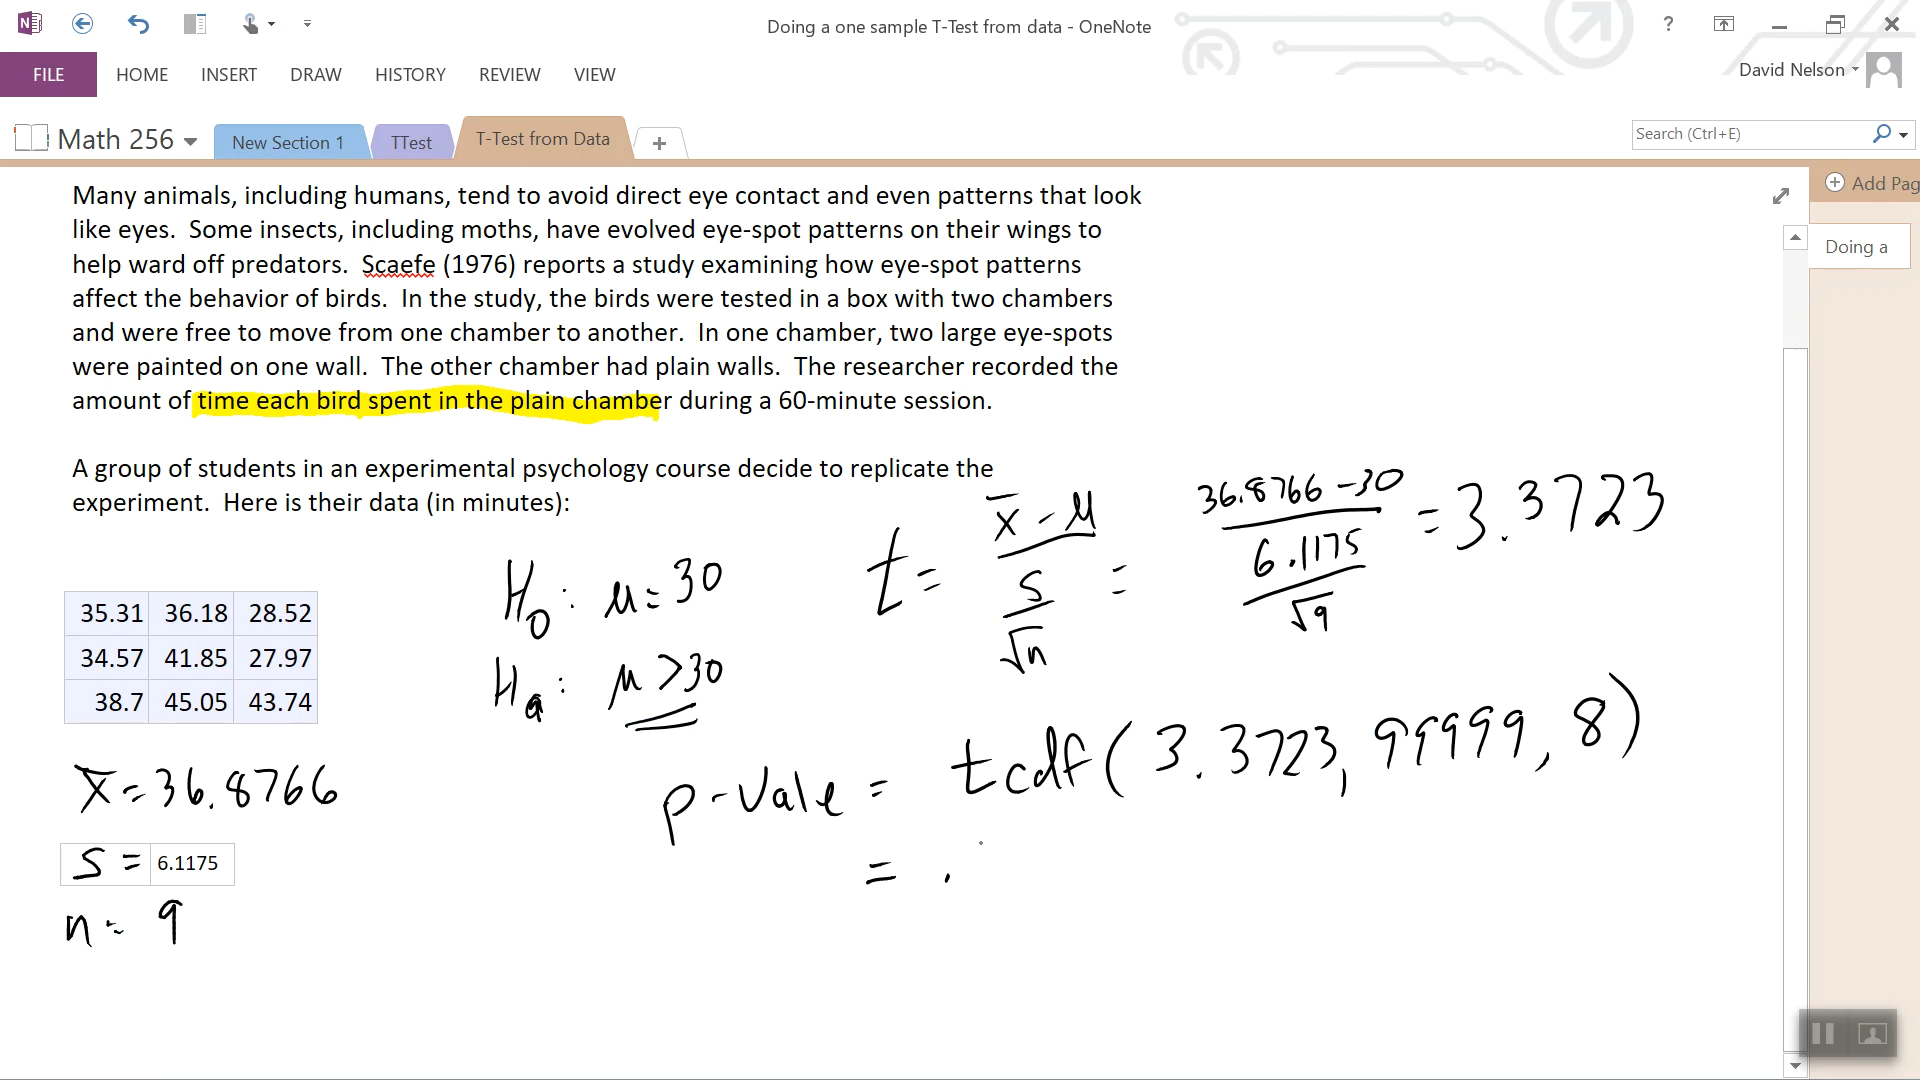 Doing a one sample T-Test from data - OneNote
?
FILE HOME INSERT DRAW HISTORY REVIEW VIEW
David Nelson
Math 256 New Section 1 TTest T-Test from Data +
Search (Ctrl+E)
Add Pag
Doing a
Many animals, including humans, tend to avoid direct eye contact and even patterns that look
like eyes. Some insects, including moths, have evolved eye-spot patterns on their wings to
help ward off predators. Scaefe (1976) reports a study examining how eye-spot patterns
affect the behavior of birds. In the study, the birds were tested in a box with two chambers
and were free to move from one chamber to another. In one chamber, two large eye-spots
were painted on one wall. The other chamber had plain walls. The researcher recorded the
amount of time each bird spent in the plain chamber during a 60-minute session.
A group of students in an experimental psychology course decide to replicate the
experiment. Here is their data (in minutes):
35.31 36.18 28.52
34.57 41.85 27.97
38.7 45.05 43.74
x̄ = 36.8766
s = 6.1175
n = 9
H₀: μ = 30
Hₐ: μ > 30
t = (x̄ - μ) / (s / √n) = (36.8766 - 30) / (6.1175 / √9) = 3.3723
p-Vale = tcdf(3.3723, 99999, 8)
= .